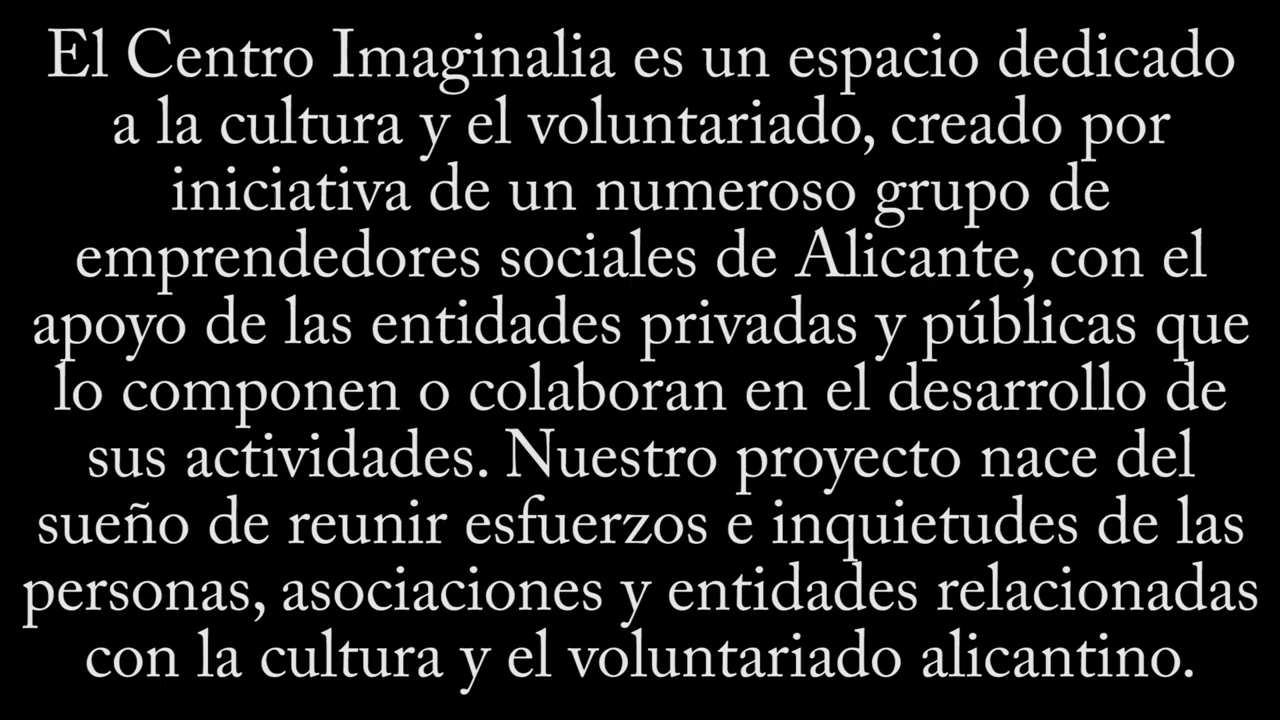 El Centro Imaginalia es un espacio dedicado
a la cultura y el voluntariado, creado por
iniciativa de un numeroso grupo de
emprendedores sociales de Alicante, con el
apoyo de las entidades privadas y públicas que
lo componen o colaboran en el desarrollo de
sus actividades. Nuestro proyecto nace del
sueño de reunir esfuerzos e inquietudes de las
personas, asociaciones y entidades relacionadas
con la cultura y el voluntariado alicantino.